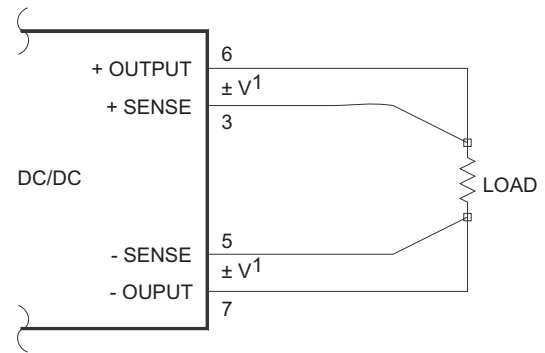 6
+ OUTPUT
± V1
+ SENSE
3
DC/DC
LOAD
5
- SENSE
± V1
- OUPUT
7